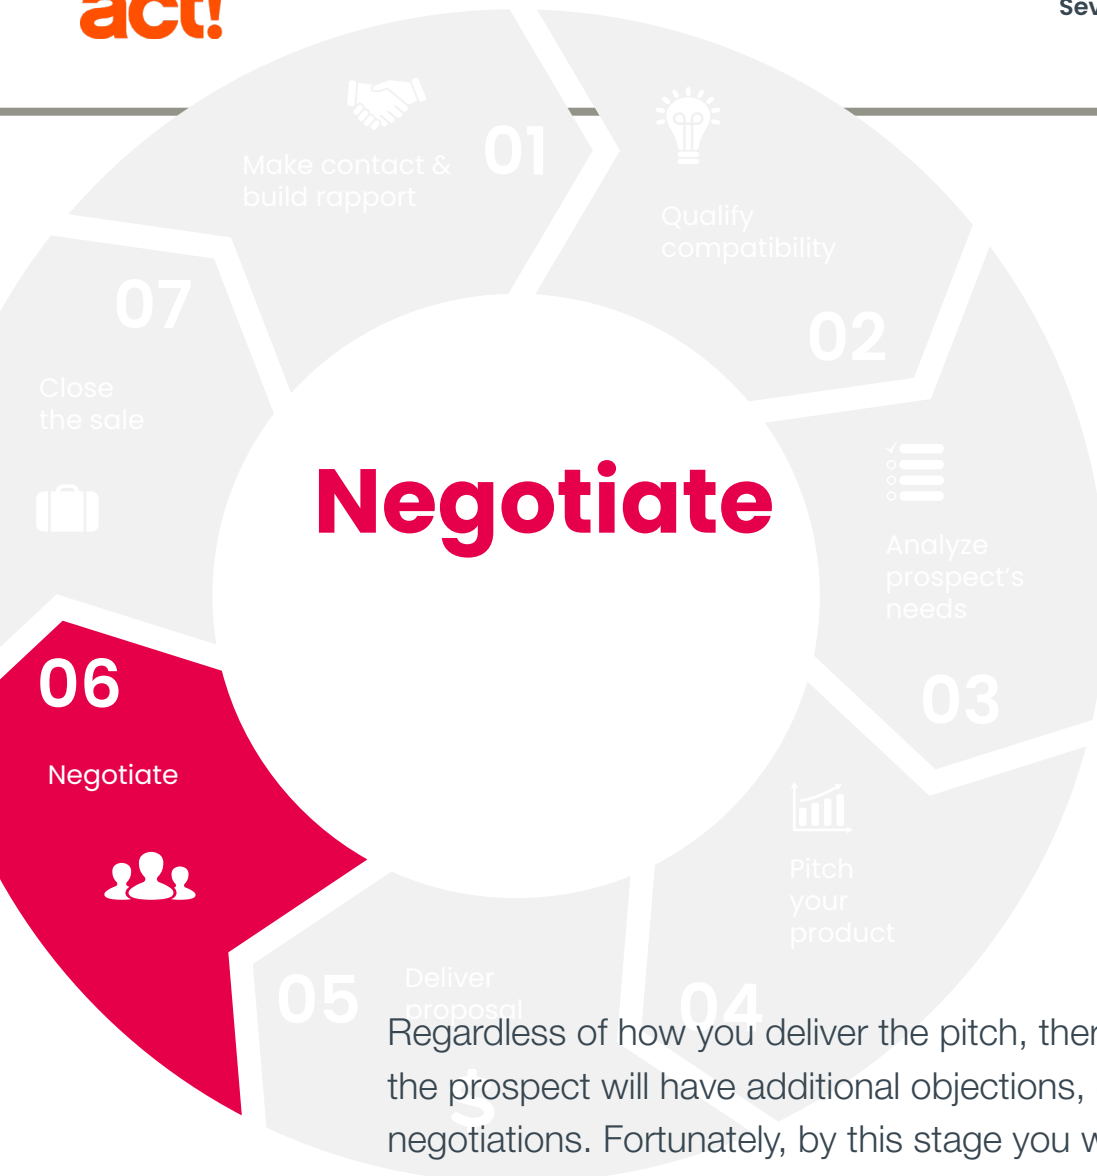 act!
01
Make contact &
build rapport
Qualify
compatibility
02
07
Close
the sale
Negotiate
Analyze
prospect's
needs
03
06
Negotiate
Pitch
your
product
04
05
Deliver
proposal
$
Regardless of how you deliver the pitch,
the prospect will have additional objections,
negotiations. Fortunately, by this stage you